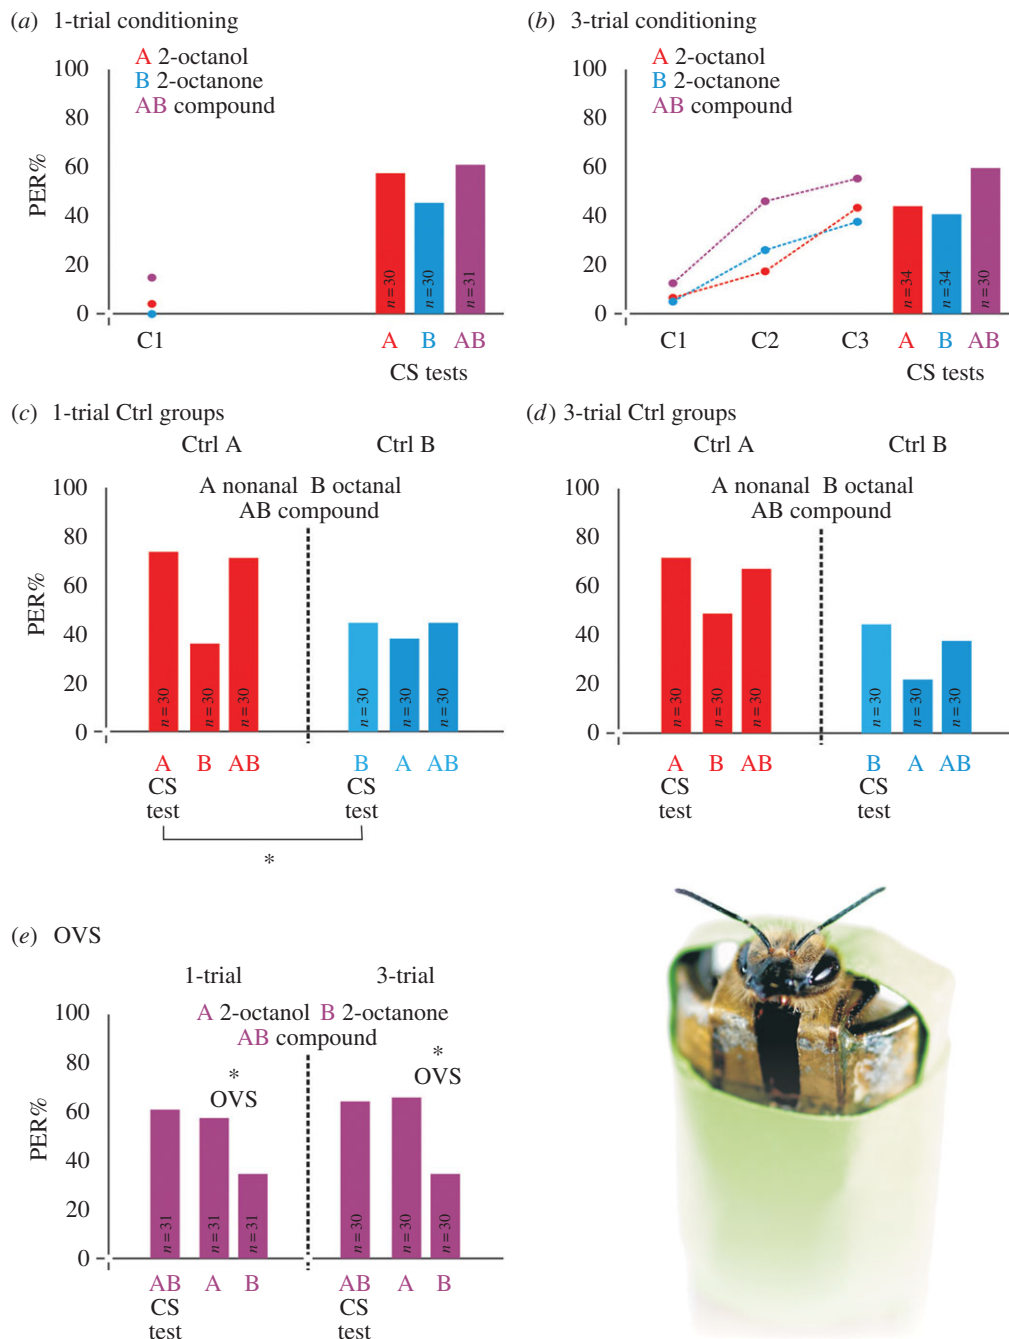 (a) 1-trial conditioning
A 2-octanol
B 2-octanone
AB compound
100
80
60
40
20
0
PER%
n = 30
n = 30
n = 31
C1
A B AB
CS tests
(b) 3-trial conditioning
A 2-octanol
B 2-octanone
AB compound
100
80
60
40
20
0
n = 34
n = 34
n = 30
C1 C2 C3 A B AB
CS tests
(c) 1-trial Ctrl groups
Ctrl A Ctrl B
A nonanal B octanal
AB compound
100
80
60
40
20
0
PER%
n = 30
n = 30
n = 30
n = 30
n = 30
n = 30
A B AB B A AB
CS CS
test test
*
(d) 3-trial Ctrl groups
Ctrl A Ctrl B
A nonanal B octanal
AB compound
100
80
60
40
20
0
n = 30
n = 30
n = 30
n = 30
n = 30
n = 30
A B AB B A AB
CS CS
test test
(e) OVS
1-trial 3-trial
A 2-octanol B 2-octanone
AB compound
100
80
60
40
20
0
PER%
*
OVS
*
OVS
n = 31
n = 31
n = 31
n = 30
n = 30
n = 30
AB A B AB A B
CS CS
test test